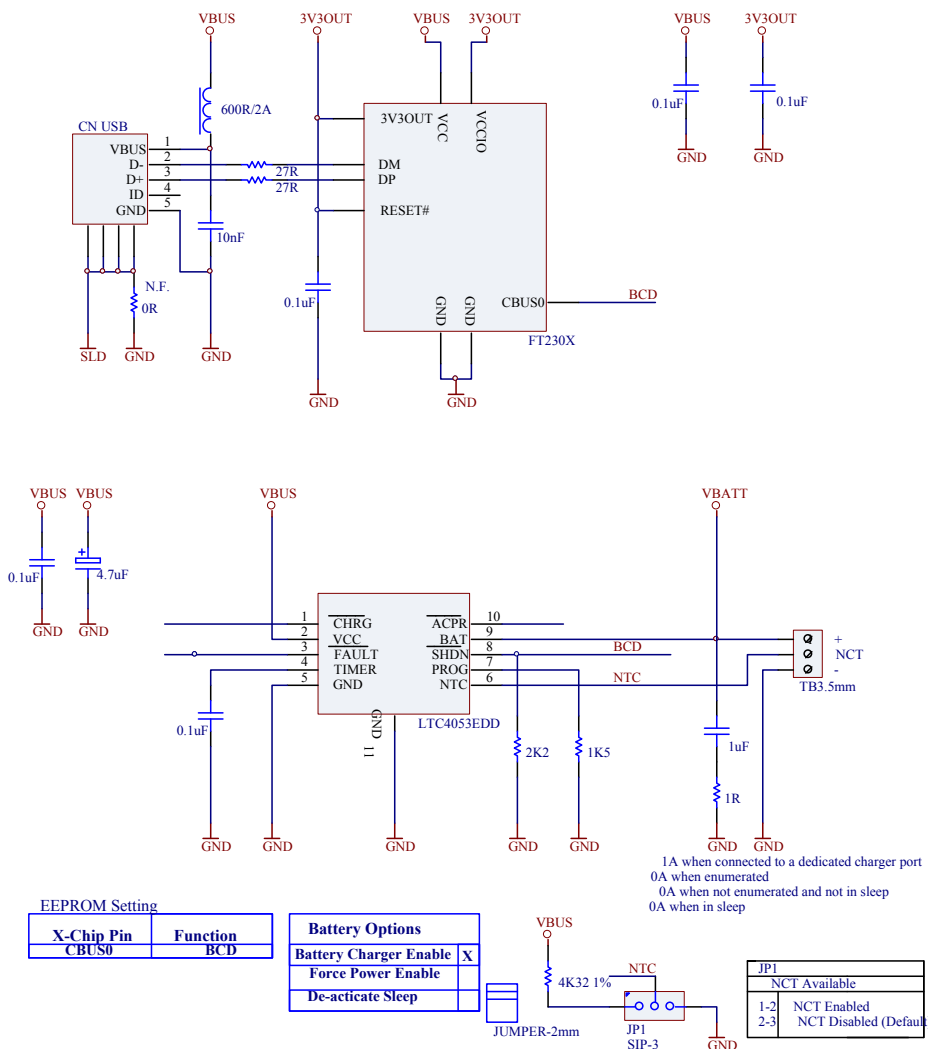 VBUS
3V3OUT
VBUS
3V3OUT
VBUS
3V3OUT
600R/2A
0.1uF
0.1uF
GND
GND
CN USB
VBUS 1
D- 2
D+ 3
ID 4
GND 5
27R
27R
10nF
N.F.
0R
0.1uF
SLD
GND
GND
GND
3V3OUT
VCC
VCCIO
DM
DP
RESET#
CBUS0
BCD
GND
GND
FT230X
GND
VBUS
VBUS
VBUS
VBATT
0.1uF
4.7uF
GND
GND
1 CHRG
2 VCC
3 FAULT
4 TIMER
5 GND
ACPR 10
BAT 9
SHDN 8
PROG 7
NTC 6
GND 11
LTC4053EDD
BCD
NTC
+
NCT
-
TB3.5mm
0.1uF
2K2
1K5
1uF
1R
GND
GND
GND
GND
GND
GND
GND
1A when connected to a dedicated charger port
0A when enumerated
0A when not enumerated and not in sleep
0A when in sleep
EEPROM Setting
X-Chip Pin Function
CBUS0 BCD
Battery Options
Battery Charger Enable X
Force Power Enable
De-acticate Sleep
JUMPER-2mm
VBUS
4K32 1%
NTC
JP1
SIP-3
GND
JP1
NCT Available
1-2 NCT Enabled
2-3 NCT Disabled (Default